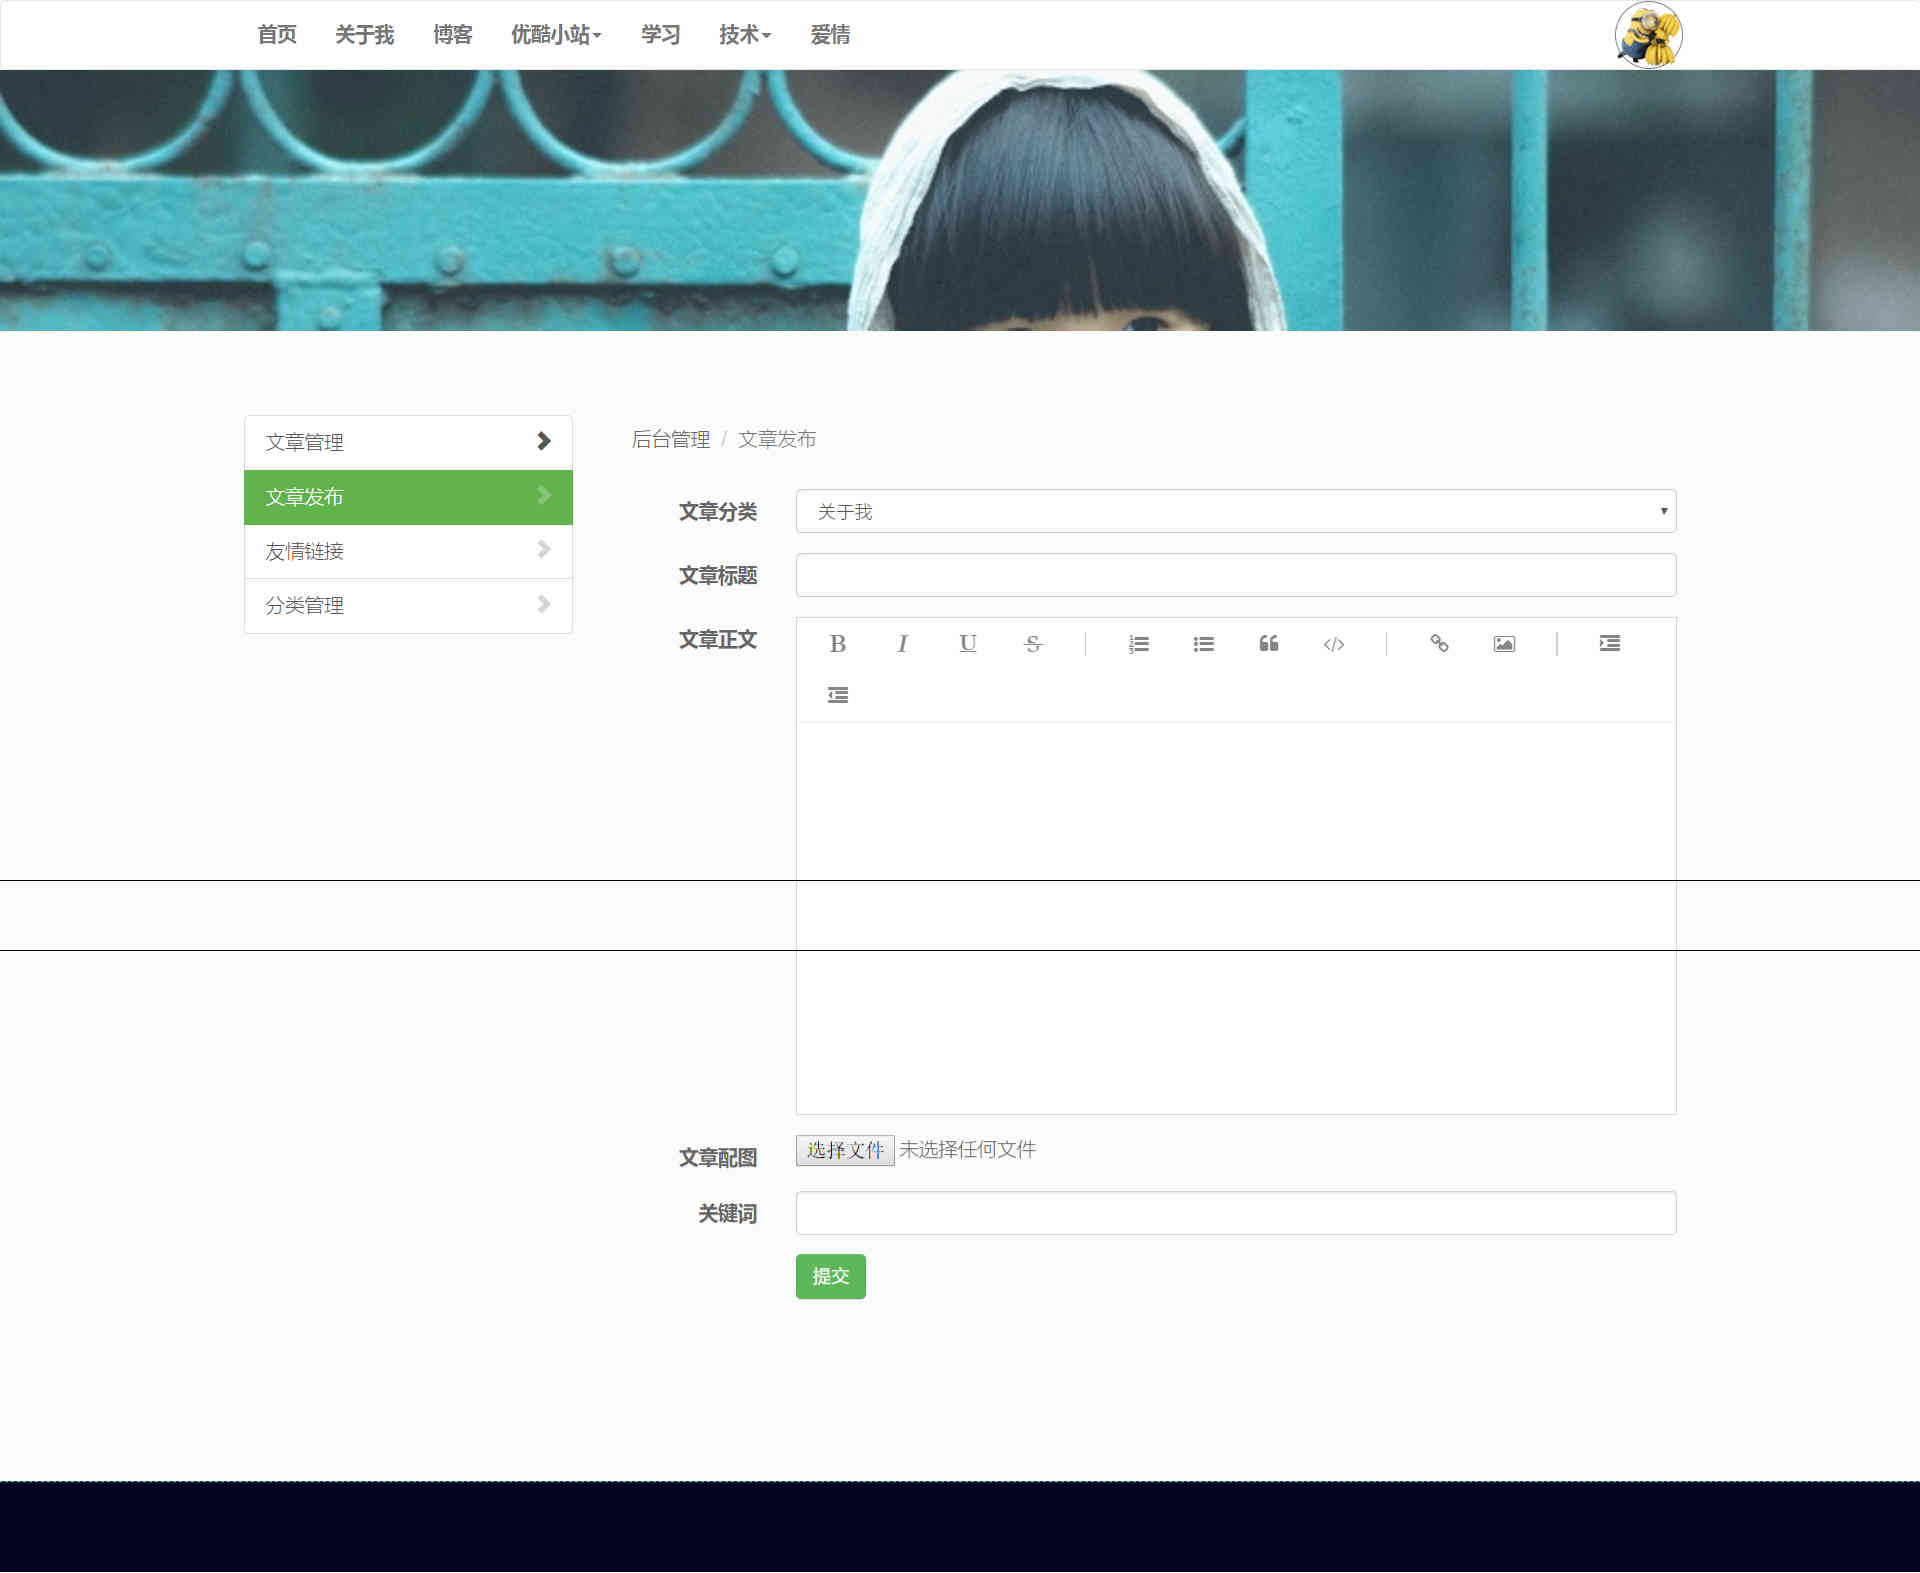 首页 关于我 博客 优酷小站 学习 技术 爱情
文章管理
文章发布
友情链接
分类管理
后台管理 / 文章发布
文章分类 关于我
文章标题
文章正文 B I U S
文章配图 选择文件 未选择任何文件
关键词
提交